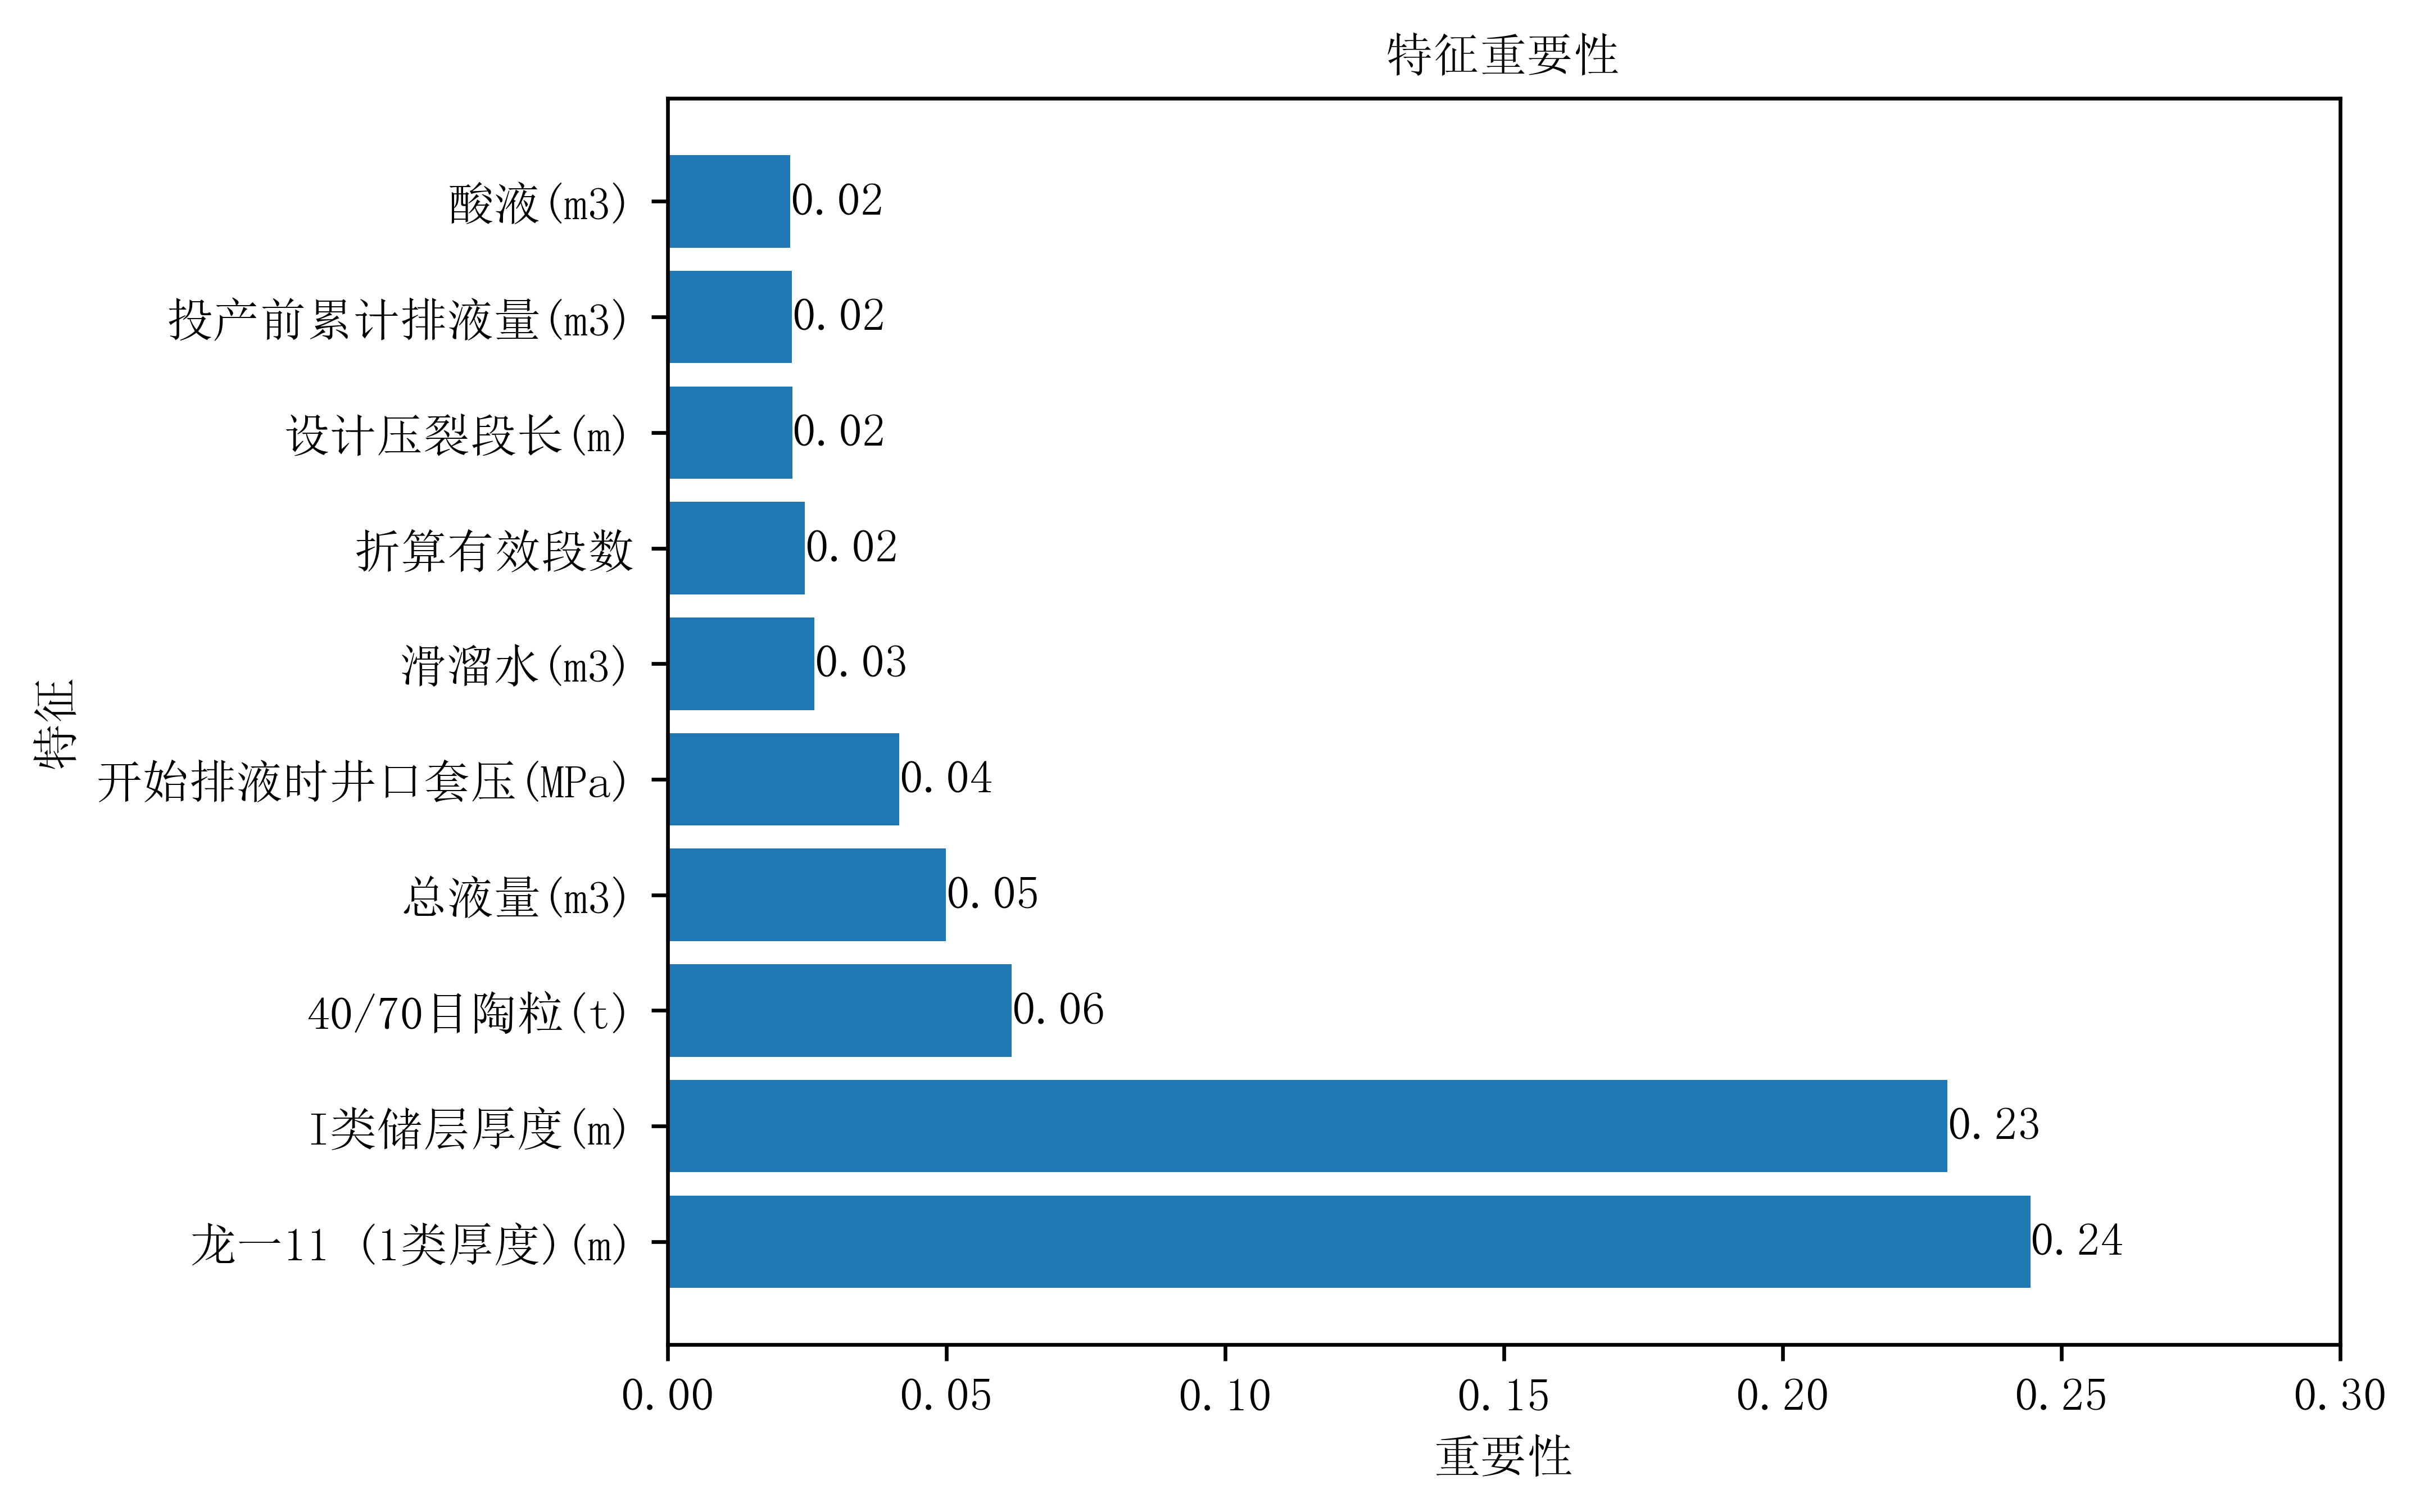 特征重要性
酸液(m3)
0.02
投产前累计排液量(m3)
0.02
设计压裂段长(m)
0.02
折算有效段数
0.02
滑溜水(m3)
0.03
开始排液时井口套压(MPa)
0.04
总液量(m3)
0.05
40/70目陶粒(t)
0.06
I类储层厚度(m)
0.23
龙一11 (1类厚度)(m)
0.24
特征
0.00 0.05 0.10 0.15 0.20 0.25 0.30
重要性